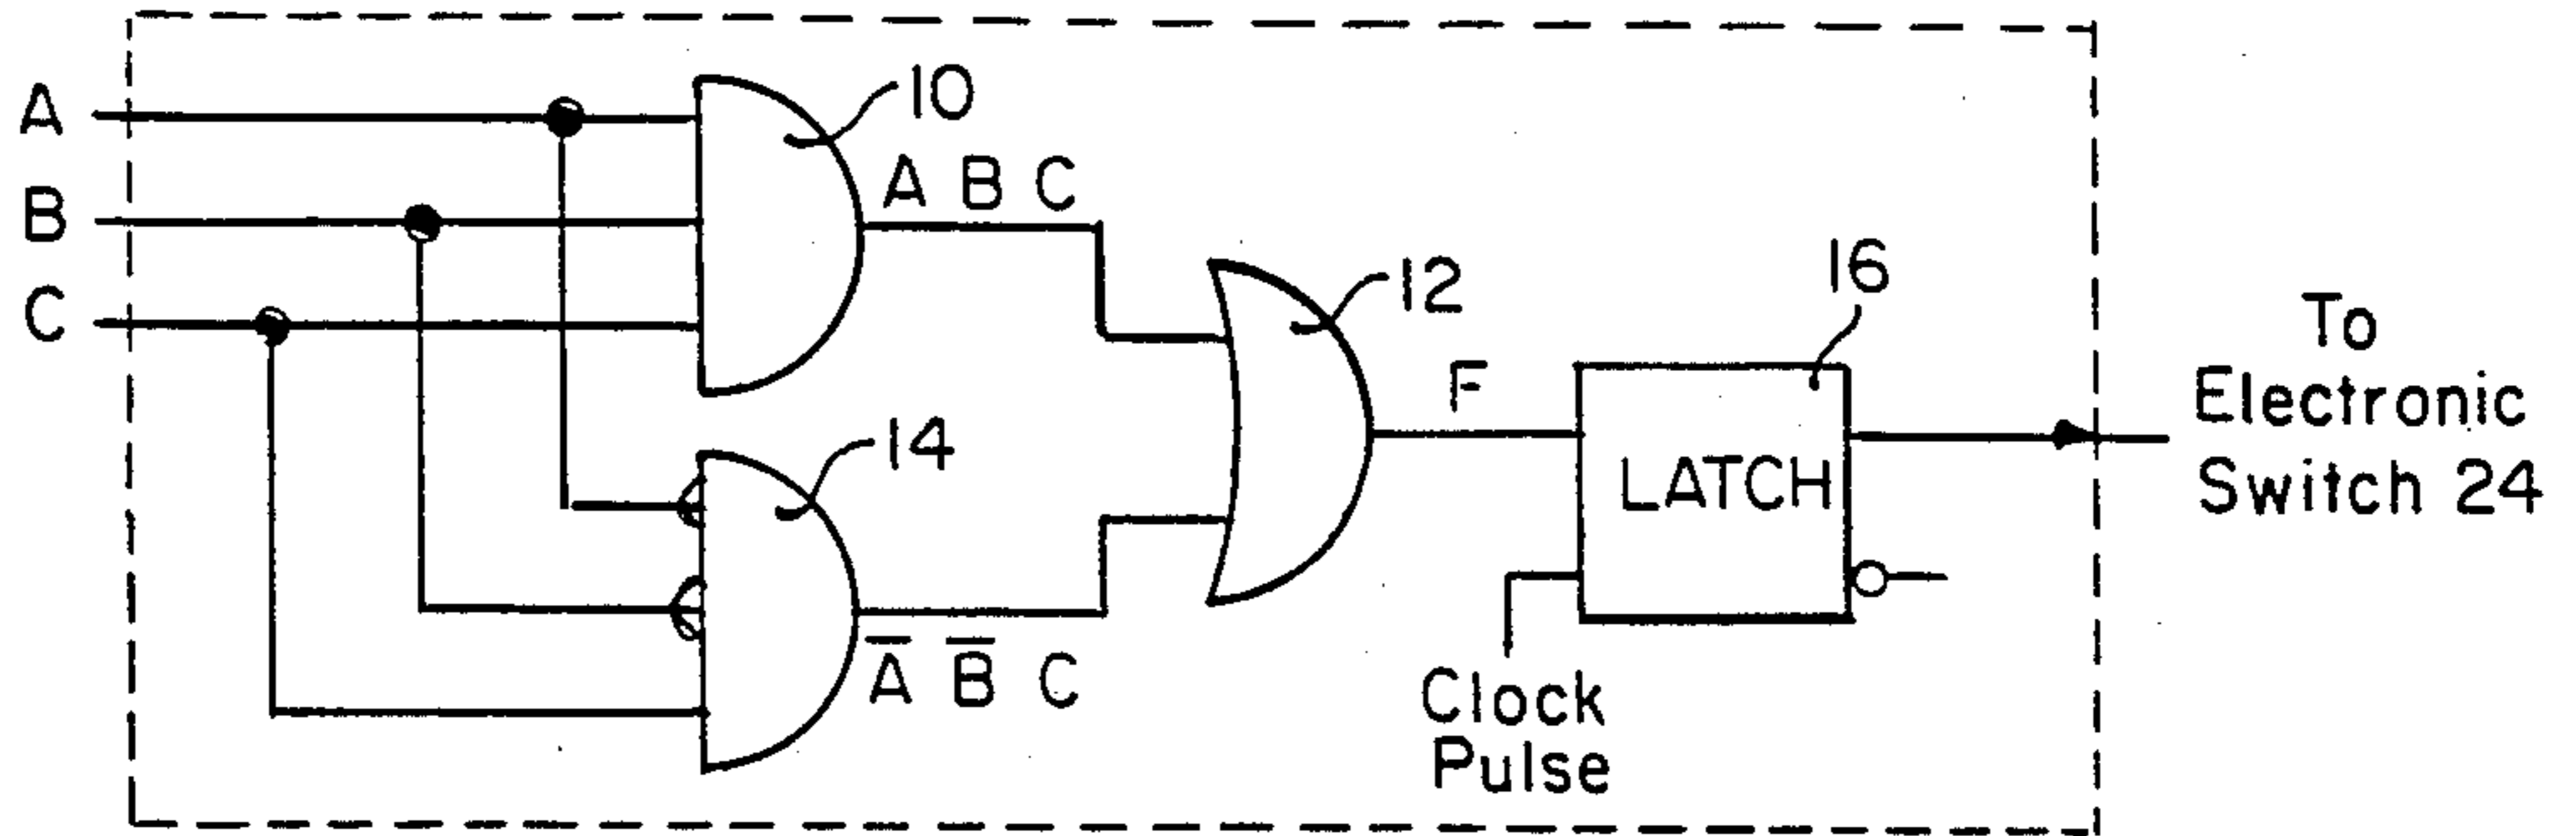 A
B
C
10
A B C
14
A̅ B̅ C
12
F
16
LATCH
Clock
Pulse
To
Electronic
Switch 24